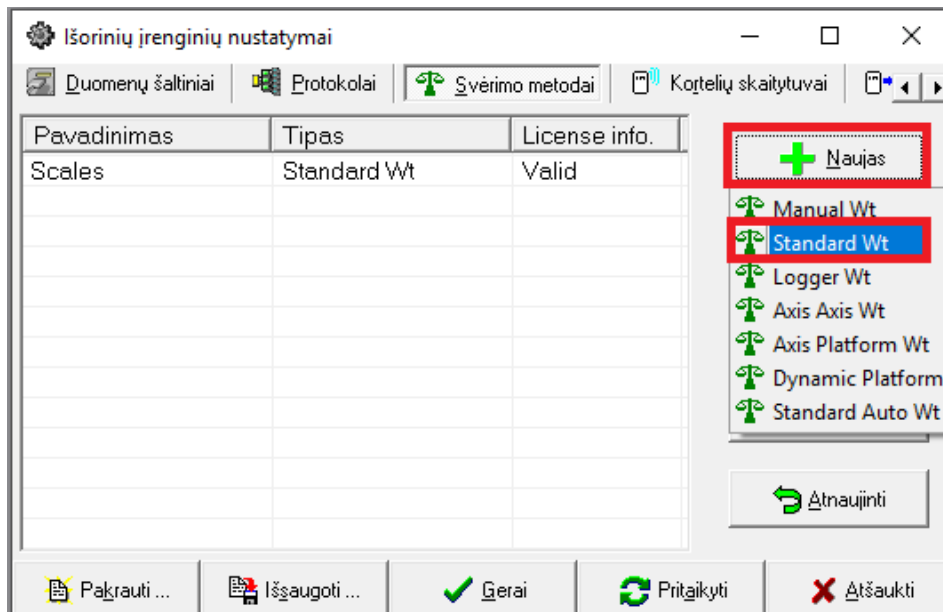 Išorinių įrenginių nustatymai
Duomenų šaltiniai Protokolai Svėrimo metodai Kortelių skaitytuvai
Pavadinimas Tipas License info.
Scales Standard Wt Valid
Naujas
Manual Wt
Standard Wt
Logger Wt
Axis Axis Wt
Axis Platform Wt
Dynamic Platform
Standard Auto Wt
Atnaujinti
Pakrauti ... Išsaugoti ... Gerai Pritaikyti Atšaukti